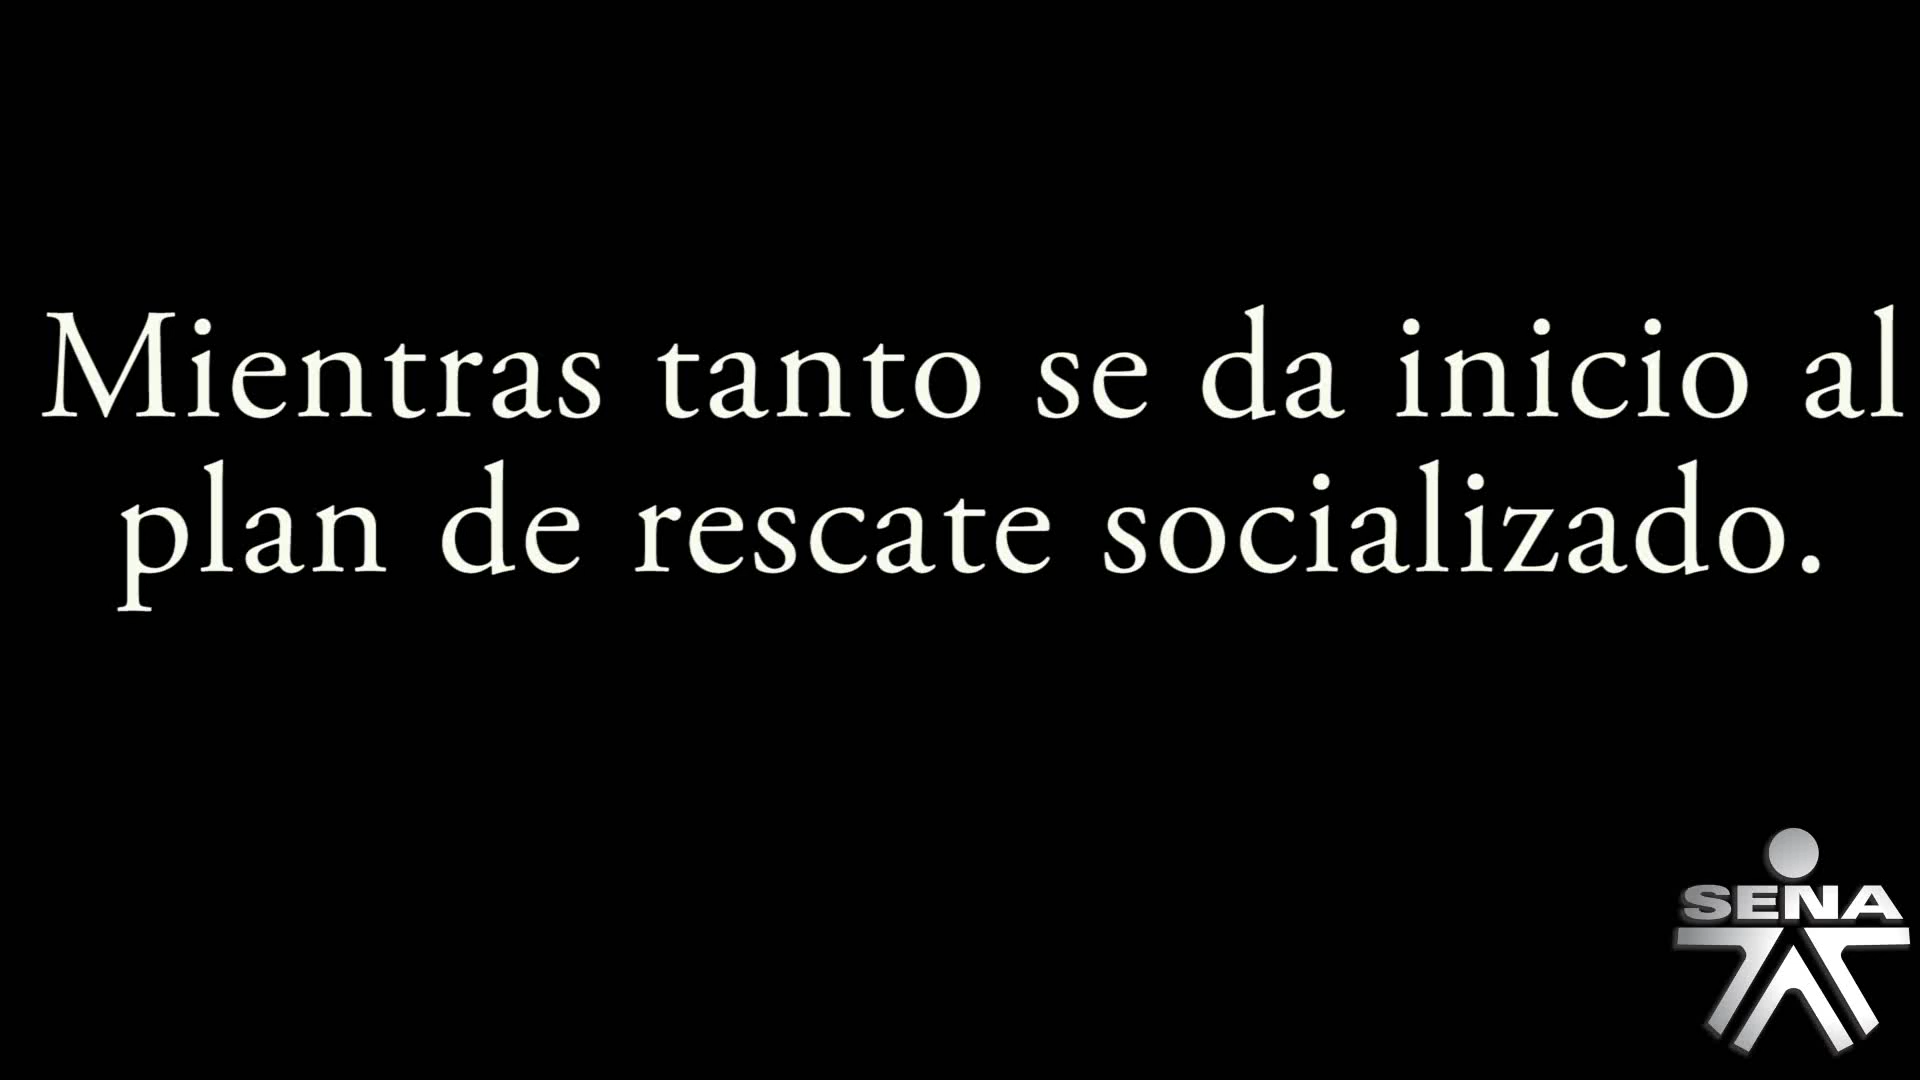 Mientras tanto se da inicio al
plan de rescate socializado.
SENA